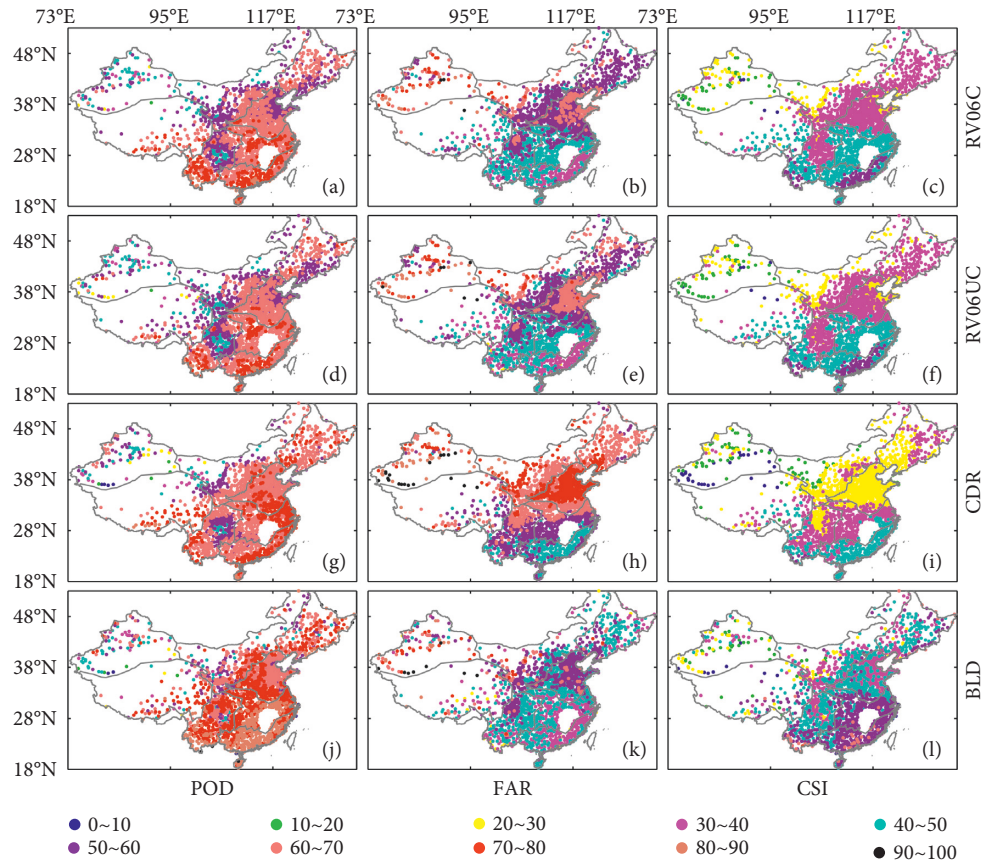 73°E 95°E 117°E 73°E 95°E 117°E 73°E 95°E 117°E
48°N
38°N
28°N
18°N
(a) (b) (c)
RV06C
48°N
38°N
28°N
18°N
(d) (e) (f)
RV06UC
48°N
38°N
28°N
18°N
(g) (h) (i)
CDR
48°N
38°N
28°N
18°N
(j) (k) (l)
BLD
POD FAR CSI
0~10 10~20 20~30 30~40 40~50
50~60 60~70 70~80 80~90 90~100